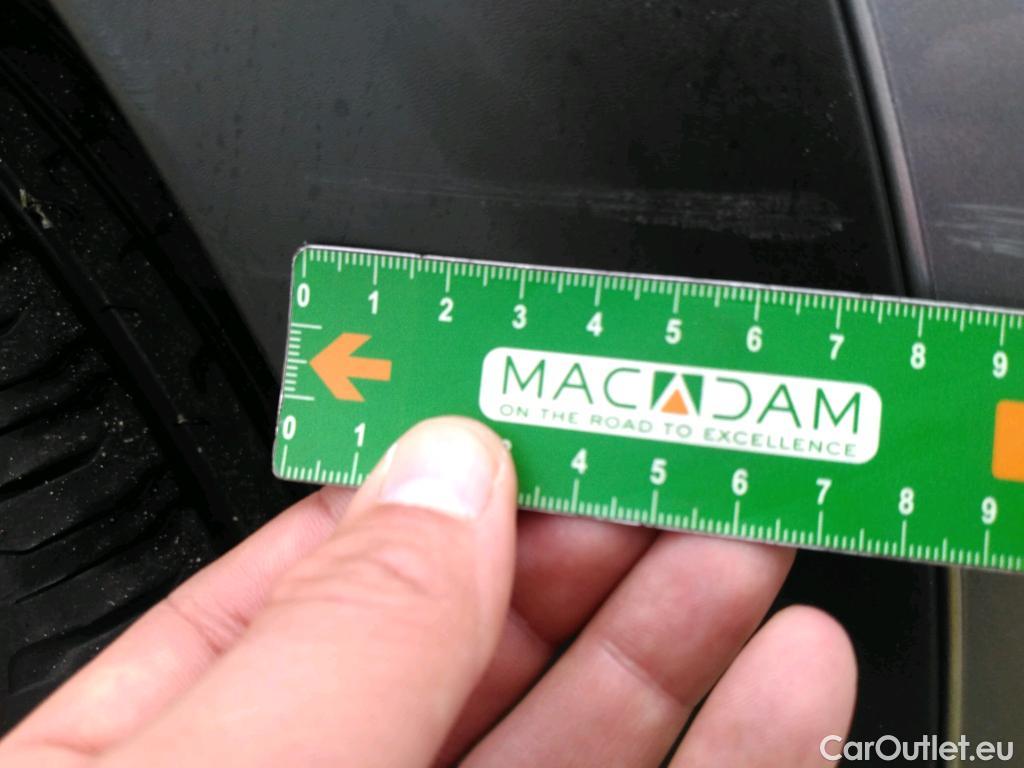 0 1 2 3 4 5 6 7 8 9
MACADAM
ON THE ROAD TO EXCELLENCE
0 1 4 5 6 7 8 9
CarOutlet.eu